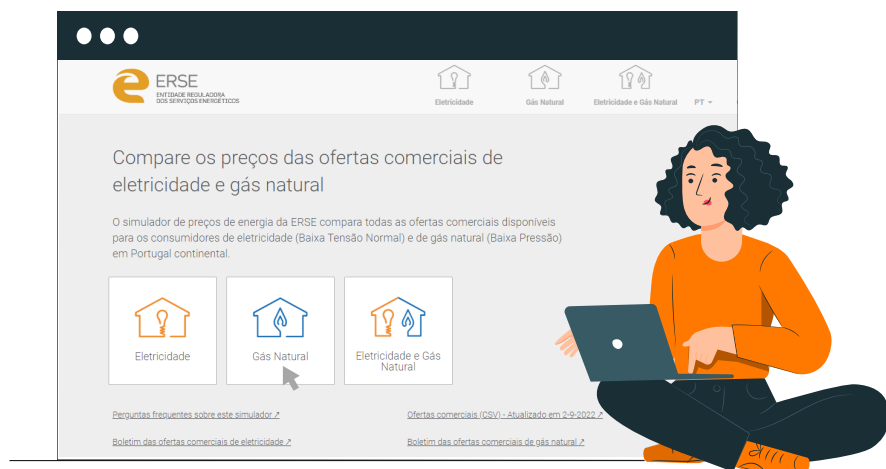 ERSE
ENTIDADE REGULADORA
DOS SERVIÇOS ENERGÉTICOS
Eletricidade
Gás Natural
Eletricidade e Gás Natural
PT
Compare os preços das ofertas comerciais de
eletricidade e gás natural
O simulador de preços de energia da ERSE compara todas as ofertas comerciais disponíveis
para os consumidores de eletricidade (Baixa Tensão Normal) e de gás natural (Baixa Pressão)
em Portugal continental.
Eletricidade
Gás Natural
Eletricidade e Gás
Natural
Perguntas frequentes sobre este simulador
Ofertas comerciais (CSV) - Atualizado em 2-9-2022
Boletim das ofertas comerciais de eletricidade
Boletim das ofertas comerciais de gás natural